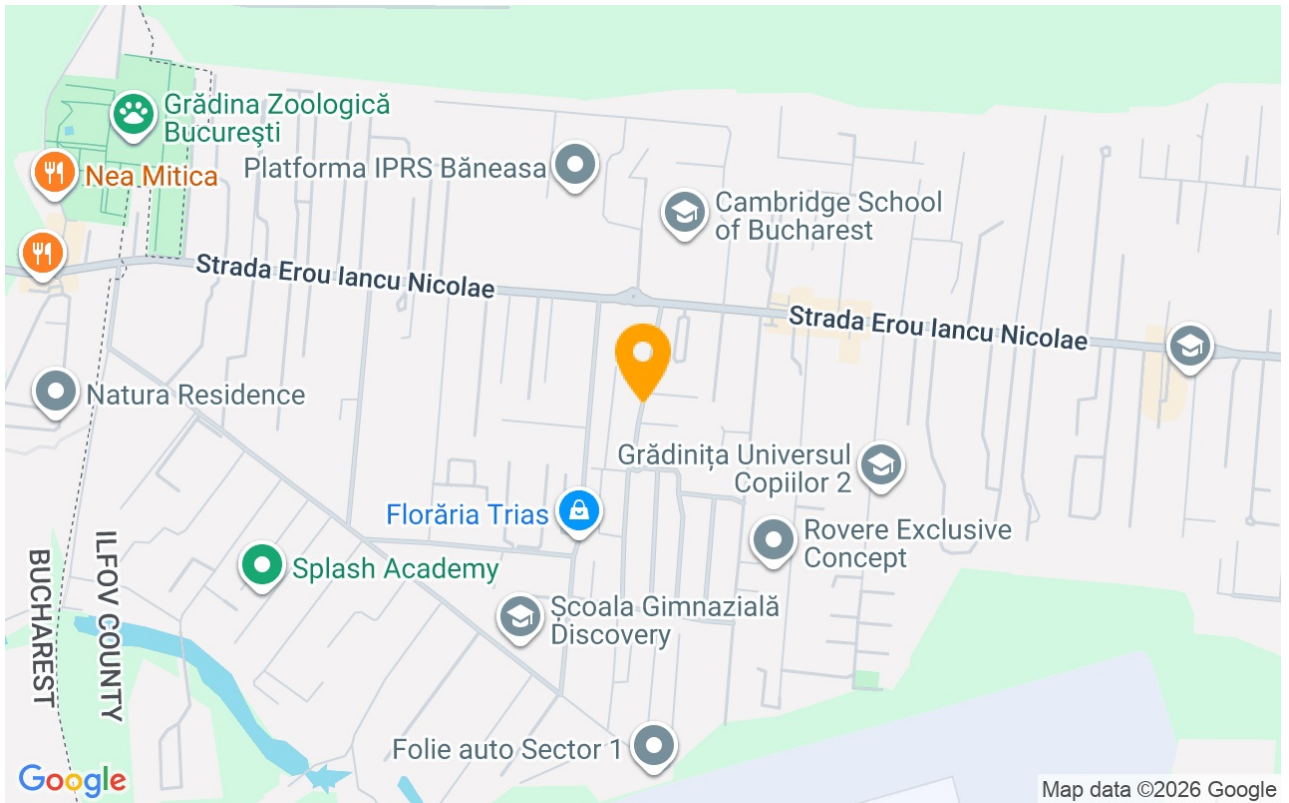 Grădina Zoologică
Bucureşti
Nea Mitica
Platforma IPRS Băneasa
Cambridge School
of Bucharest
Strada Erou Iancu Nicolae
Strada Erou Iancu Nicolae
Natura Residence
Grădinița Universul
Copiilor 2
Florăria Trias
Rovere Exclusive
Concept
Splash Academy
Școala Gimnazială
Discovery
ILFOV COUNTY
BUCHAREST
Folie auto Sector 1
Google
Map data ©2026 Google